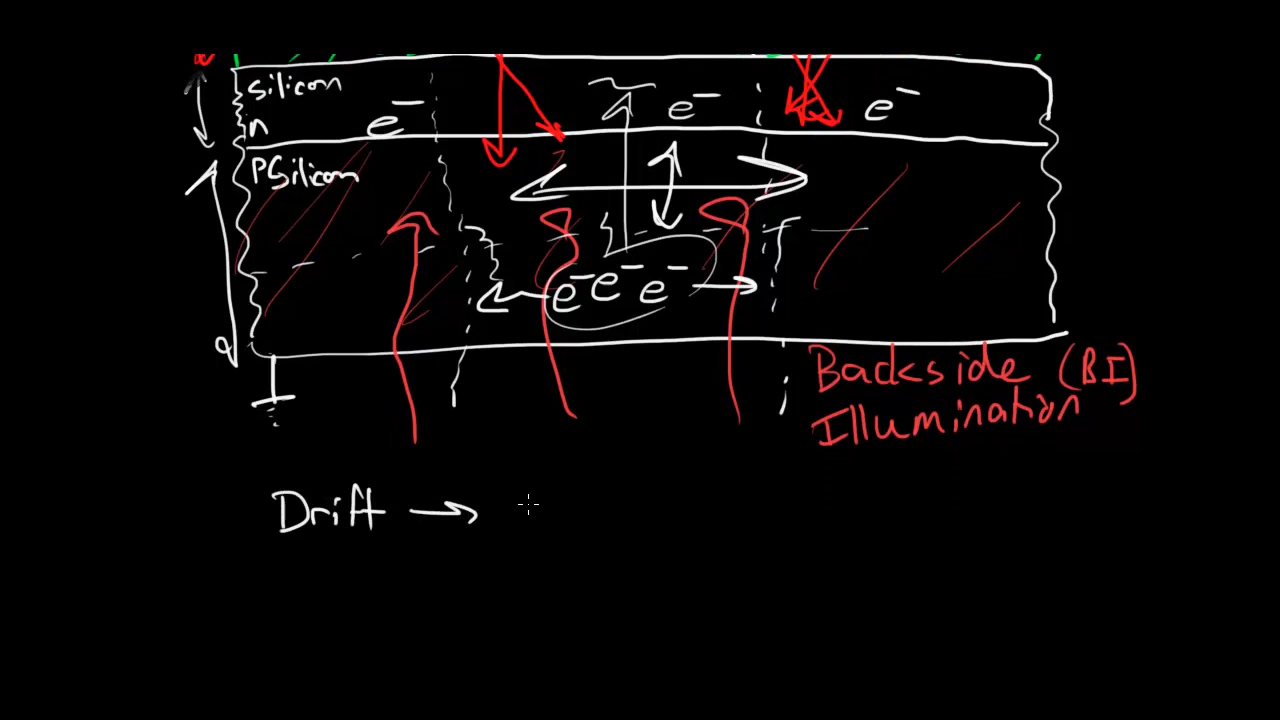 silicon
n e⁻ e⁻ e⁻
PSilicon
e⁻ e⁻ e⁻
Backside (BI)
Illumination
Drift →